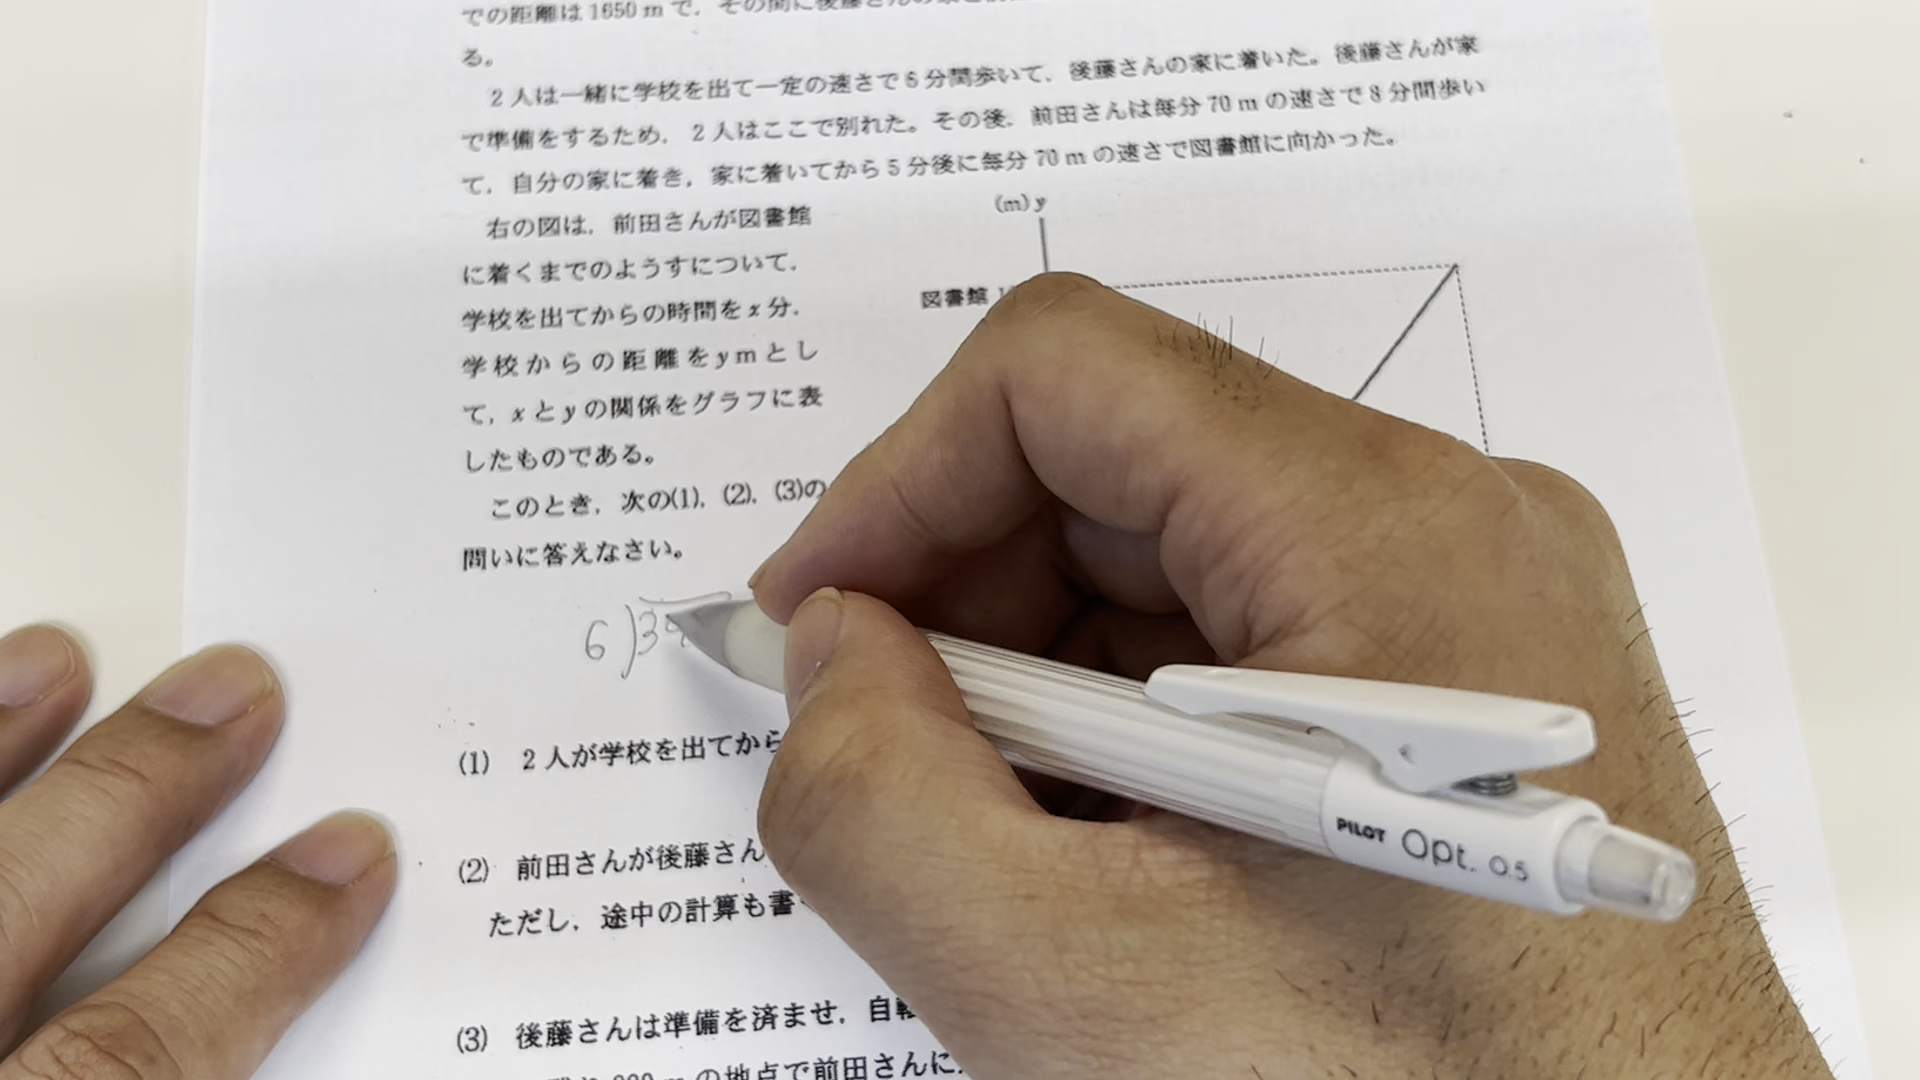 での距離は1650mで，その間に後藤さんの家と
る。
2人は一緒に学校を出て一定の速さで6分間歩いて，後藤さんの家に着いた。後藤さんが家
で準備をするため，2人はここで別れた。その後，前田さんは毎分70mの速さで8分間歩い
て，自分の家に着き，家に着いてから5分後に毎分70mの速さで図書館に向かった。
右の図は，前田さんが図書館
に着くまでのようすについて，
学校を出てからの時間をx分，
学校からの距離をymとし
て，xとyの関係をグラフに表
したものである。
このとき，次の(1)，(2)，(3)の
問いに答えなさい。
(m) y
図書館
6)39
(1) 2人が学校を出てから
(2) 前田さんが後藤さん
ただし，途中の計算も書
(3) 後藤さんは準備を済ませ，自転
mの地点で前田さんに
PILOT Opt. 0.5